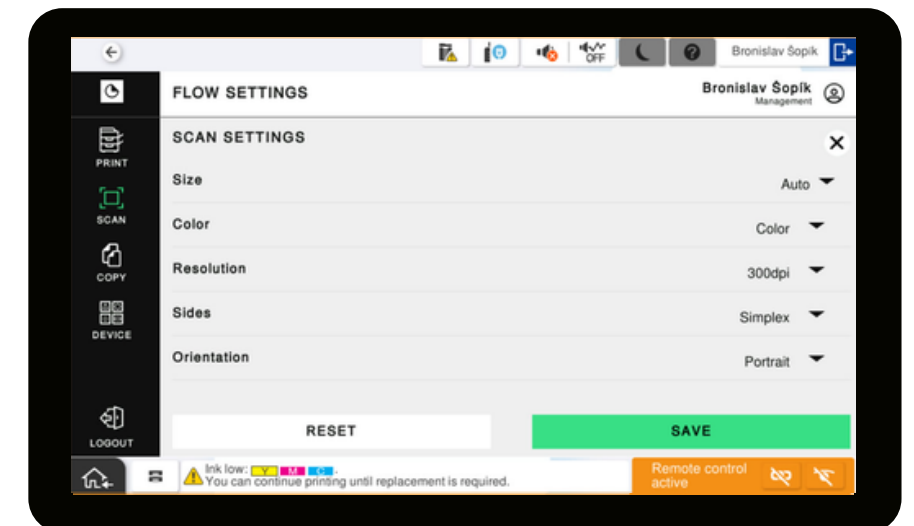 OFF
Bronislav Šopík
FLOW SETTINGS
Bronislav Šopík
Management
SCAN SETTINGS
PRINT
Size Auto
SCAN
Color Color
COPY
Resolution 300dpi
Sides Simplex
DEVICE
Orientation Portrait
RESET SAVE
LOGOUT
Ink low: Y M C .
You can continue printing until replacement is required.
Remote control
active